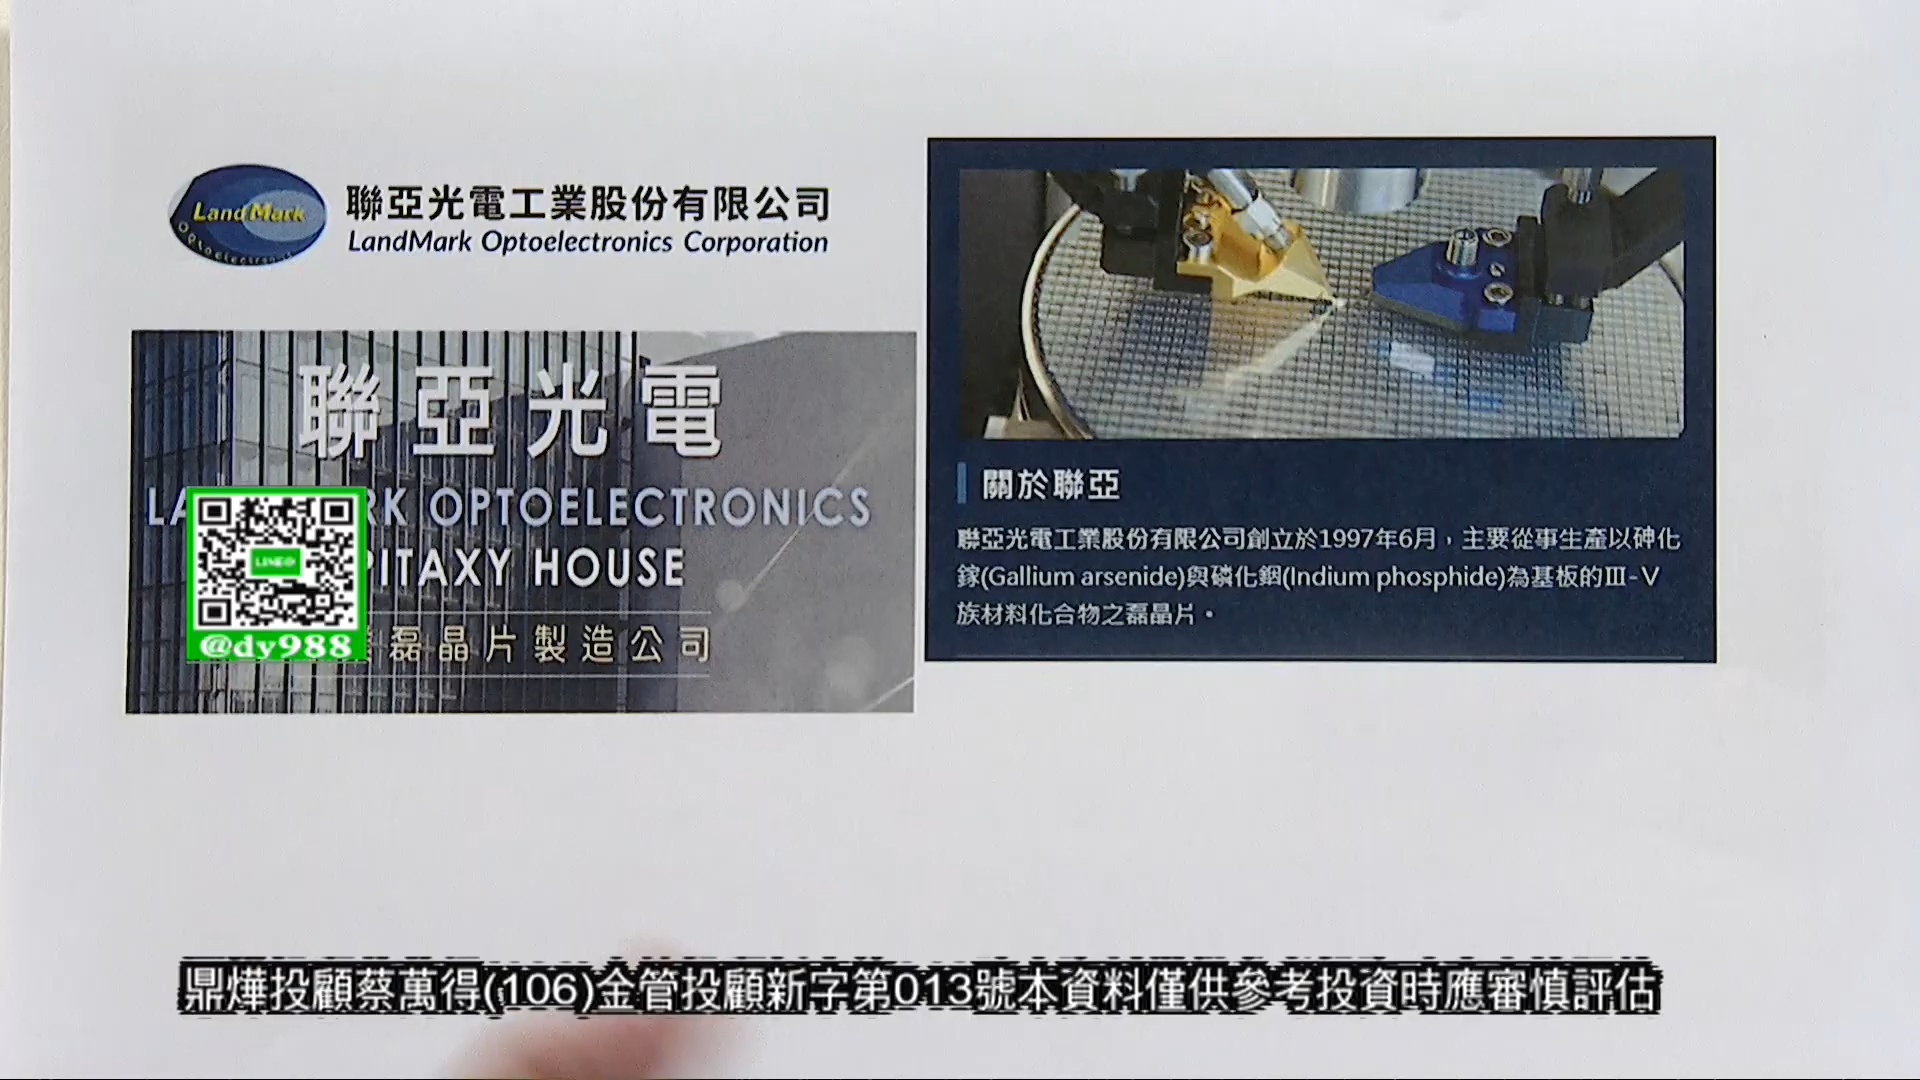 LandMark
Optoelectronics
聯亞光電工業股份有限公司
LandMark Optoelectronics Corporation
聯亞光電
LA RK OPTOELECTRONICS
PITAXY HOUSE
磊晶片製造公司
LINE@
@dy988
關於聯亞
聯亞光電工業股份有限公司創立於1997年6月，主要從事生產以砷化
鎵(Gallium arsenide)與磷化銦(Indium phosphide)為基板的III-V
族材料化合物之磊晶片。
鼎燁投顧蔡萬得(106)金管投顧新字第013號本資料僅供參考投資時應審慎評估